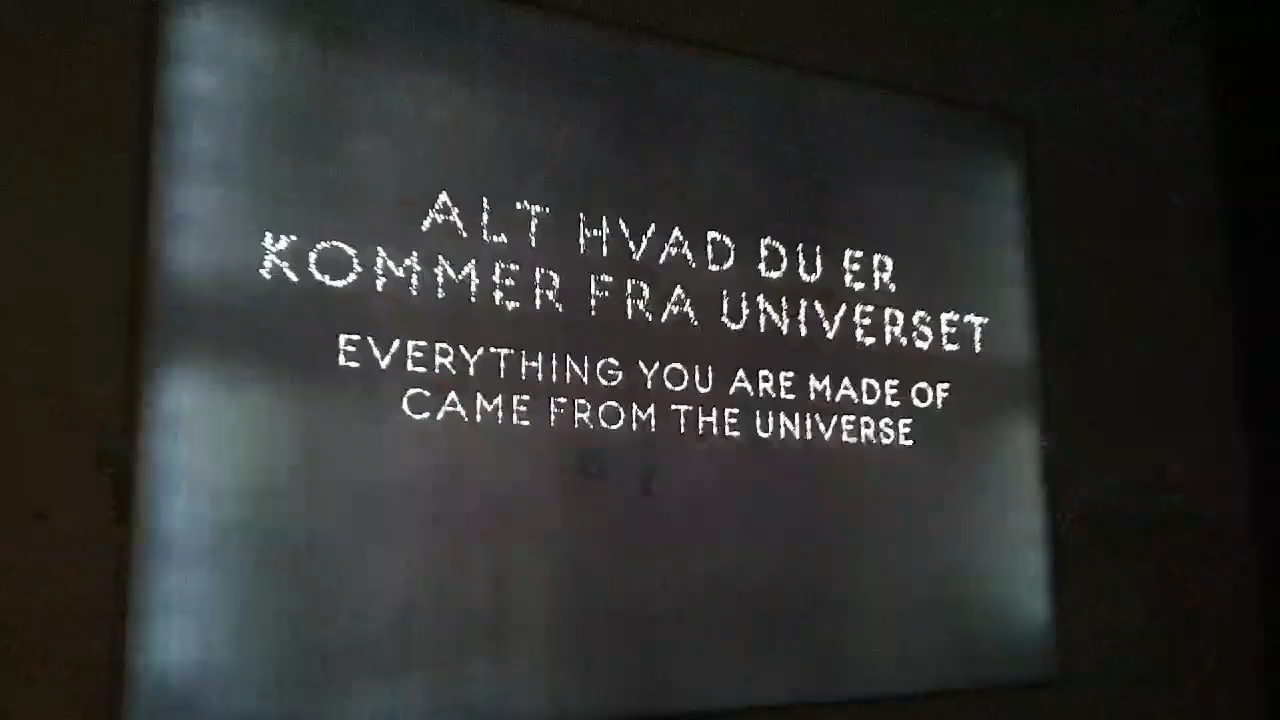 ALT HVAD DU ER
KOMMER FRA UNIVERSET
EVERYTHING YOU ARE MADE OF
CAME FROM THE UNIVERSE